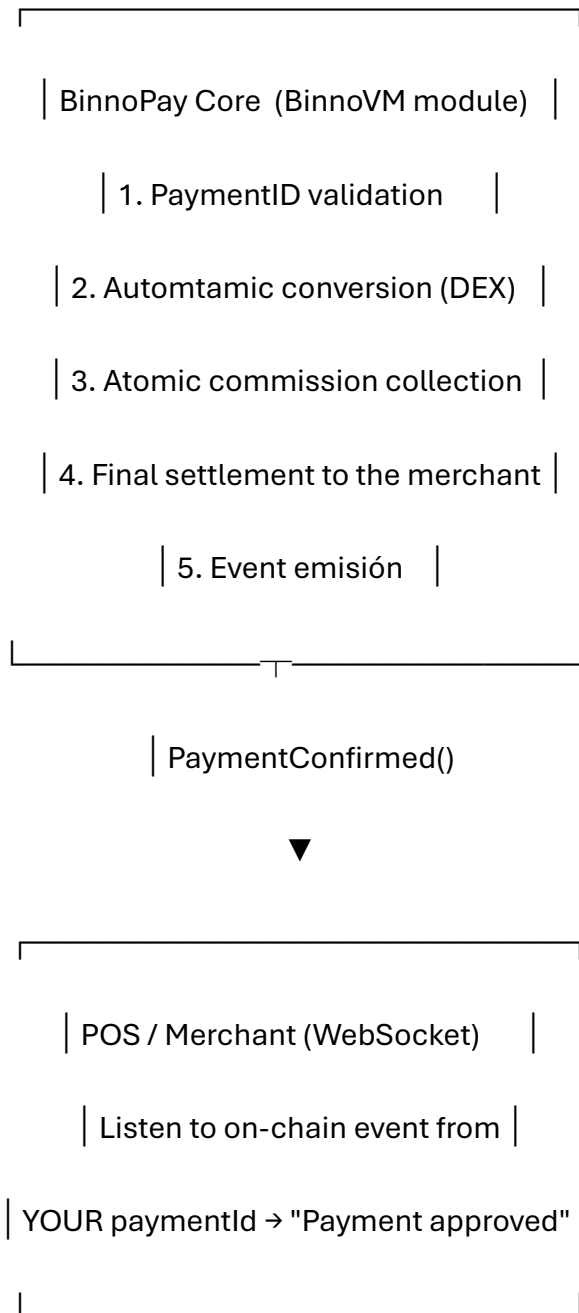 BinnoPay Core (BinnoVM module)
1. PaymentID validation
2. Automtamic conversion (DEX)
3. Atomic commission collection
4. Final settlement to the merchant
5. Event emisión
PaymentConfirmed()
▼
POS / Merchant (WebSocket)
Listen to on-chain event from
YOUR paymentId → "Payment approved"